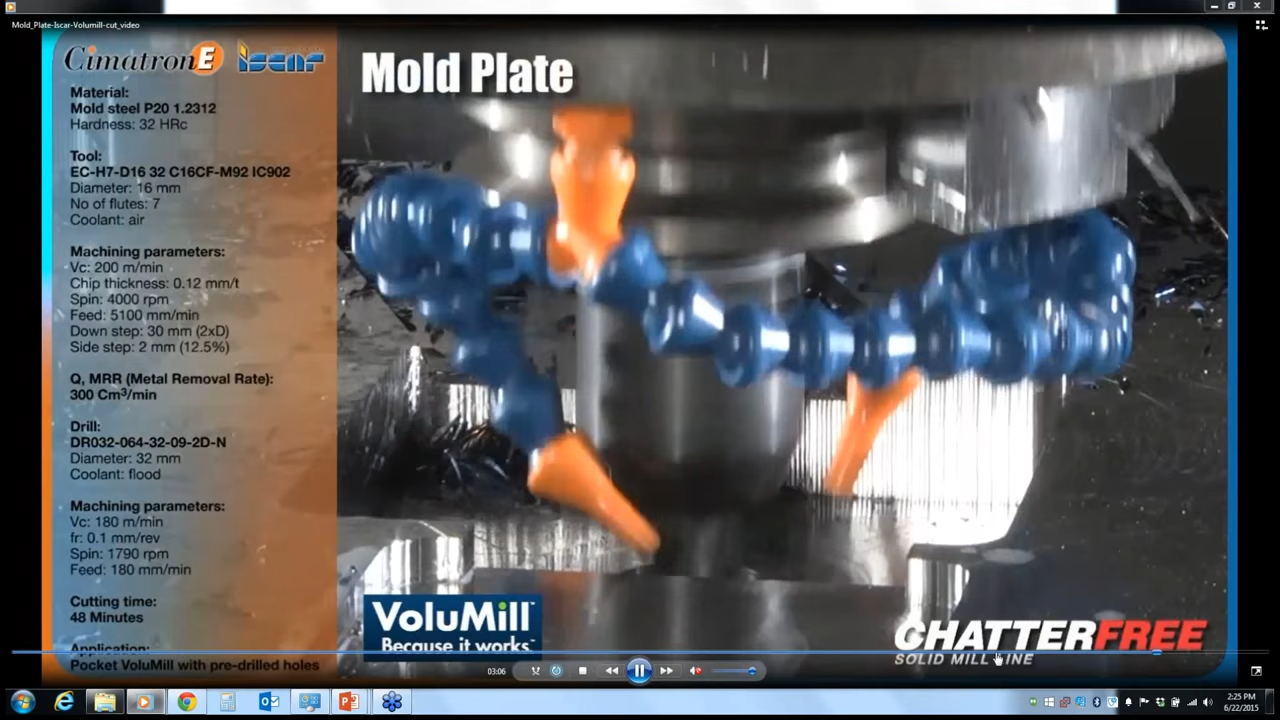 Mold_Plate-Iscar-Volumill-cut_video
CimatronE iscar
Mold Plate
Material:
Mold steel P20 1.2312
Hardness: 32 HRc
Tool:
EC-H7-D16 32 C16CF-M92 IC902
Diameter: 16 mm
No of flutes: 7
Coolant: air
Machining parameters:
Vc: 200 m/min
Chip thickness: 0.12 mm/t
Spin: 4000 rpm
Feed: 5100 mm/min
Down step: 30 mm (2xD)
Side step: 2 mm (12.5%)
Q, MRR (Metal Removal Rate):
300 Cm³/min
Drill:
DR032-064-32-09-2D-N
Diameter: 32 mm
Coolant: flood
Machining parameters:
Vc: 180 m/min
fr: 0.1 mm/rev
Spin: 1790 rpm
Feed: 180 mm/min
Cutting time:
48 Minutes
Application:
Pocket VoluMill with pre-drilled holes
VoluMill
Because it works™
CHATTERFREE
SOLID MILL LINE
03:06
2:25 PM
6/22/2015